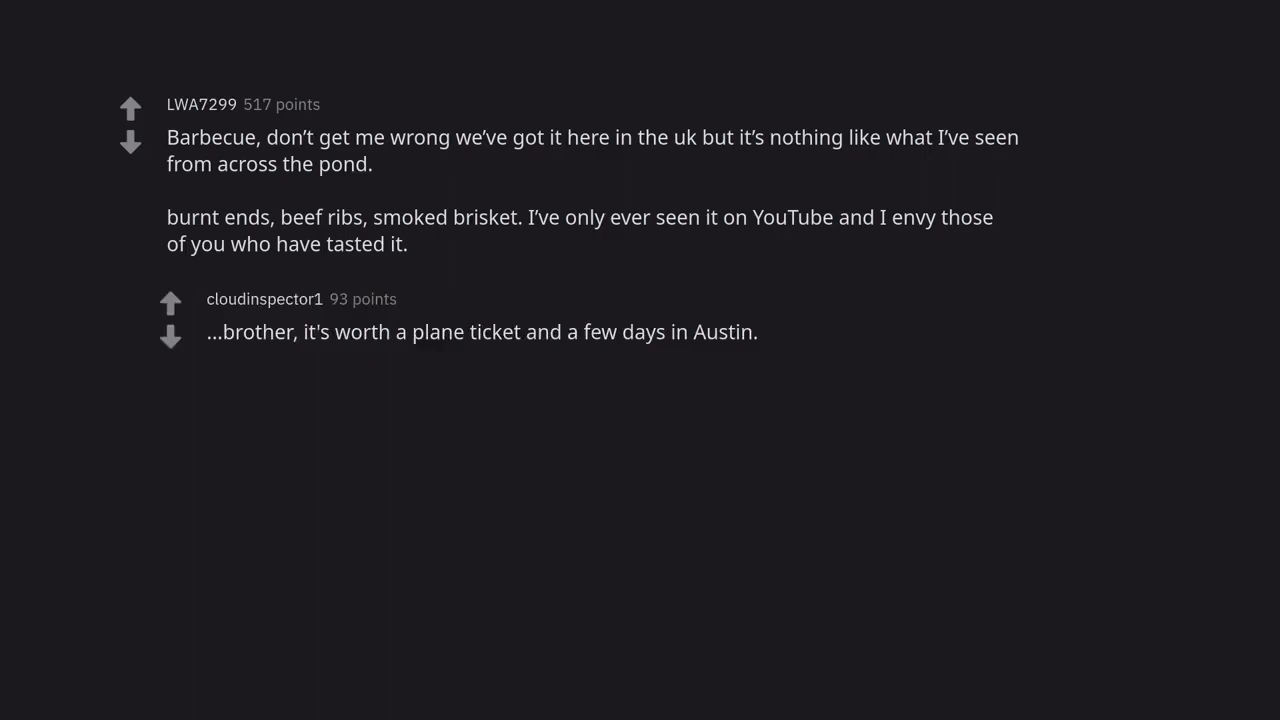 LWA7299 517 points
Barbecue, don’t get me wrong we’ve got it here in the uk but it’s nothing like what I’ve seen
from across the pond.
burnt ends, beef ribs, smoked brisket. I’ve only ever seen it on YouTube and I envy those
of you who have tasted it.
cloudinspector1 93 points
...brother, it's worth a plane ticket and a few days in Austin.